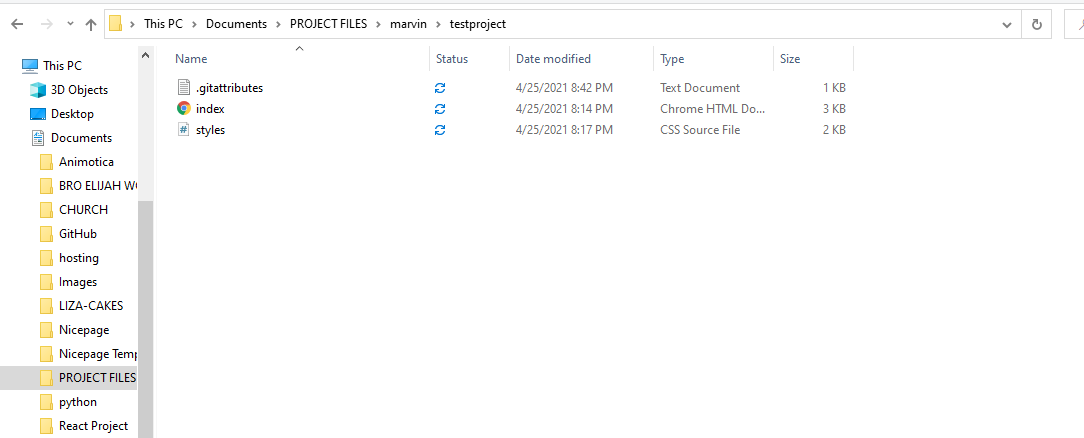 This PC > Documents > PROJECT FILES > marvin > testproject
Name Status Date modified Type Size
.gitattributes 4/25/2021 8:42 PM Text Document 1 KB
index 4/25/2021 8:14 PM Chrome HTML Do... 3 KB
styles 4/25/2021 8:17 PM CSS Source File 2 KB
This PC
3D Objects
Desktop
Documents
Animotica
BRO ELIJAH WO
CHURCH
GitHub
hosting
Images
LIZA-CAKES
Nicepage
Nicepage Temp
PROJECT FILES
python
React Project